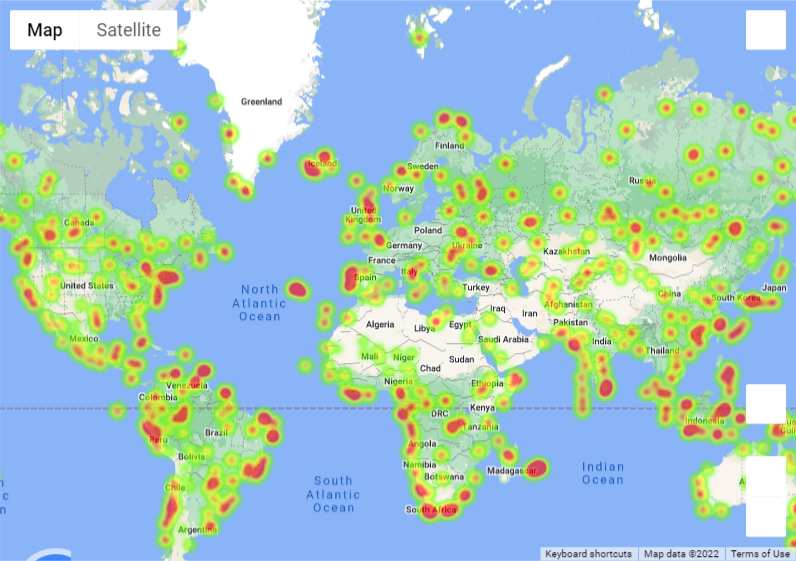 Map
Satellite
Greenland
Iceland
Finland
Sweden
Norway
Russia
United
Kingdom
Canada
Poland
Germany
Ukraine
Kazakhstan
Mongolia
France
Italy
Spain
Turkey
United States
North
Atlantic
Ocean
China
South Korea
Japan
Iraq
Iran
Afghanistan
Pakistan
Algeria
Libya
Egypt
Saudi Arabia
India
Mexico
Mali
Niger
Chad
Sudan
Thailand
Nigeria
Ethiopia
Venezuela
Colombia
DRC
Kenya
Indonesia
Brazil
Tanzania
Peru
Angola
Bolivia
Namibia
Botswana
Madagascar
Indian
Ocean
Chile
South
Atlantic
Ocean
South Africa
Argentina
Keyboard shortcuts
Map data ©2022
Terms of Use